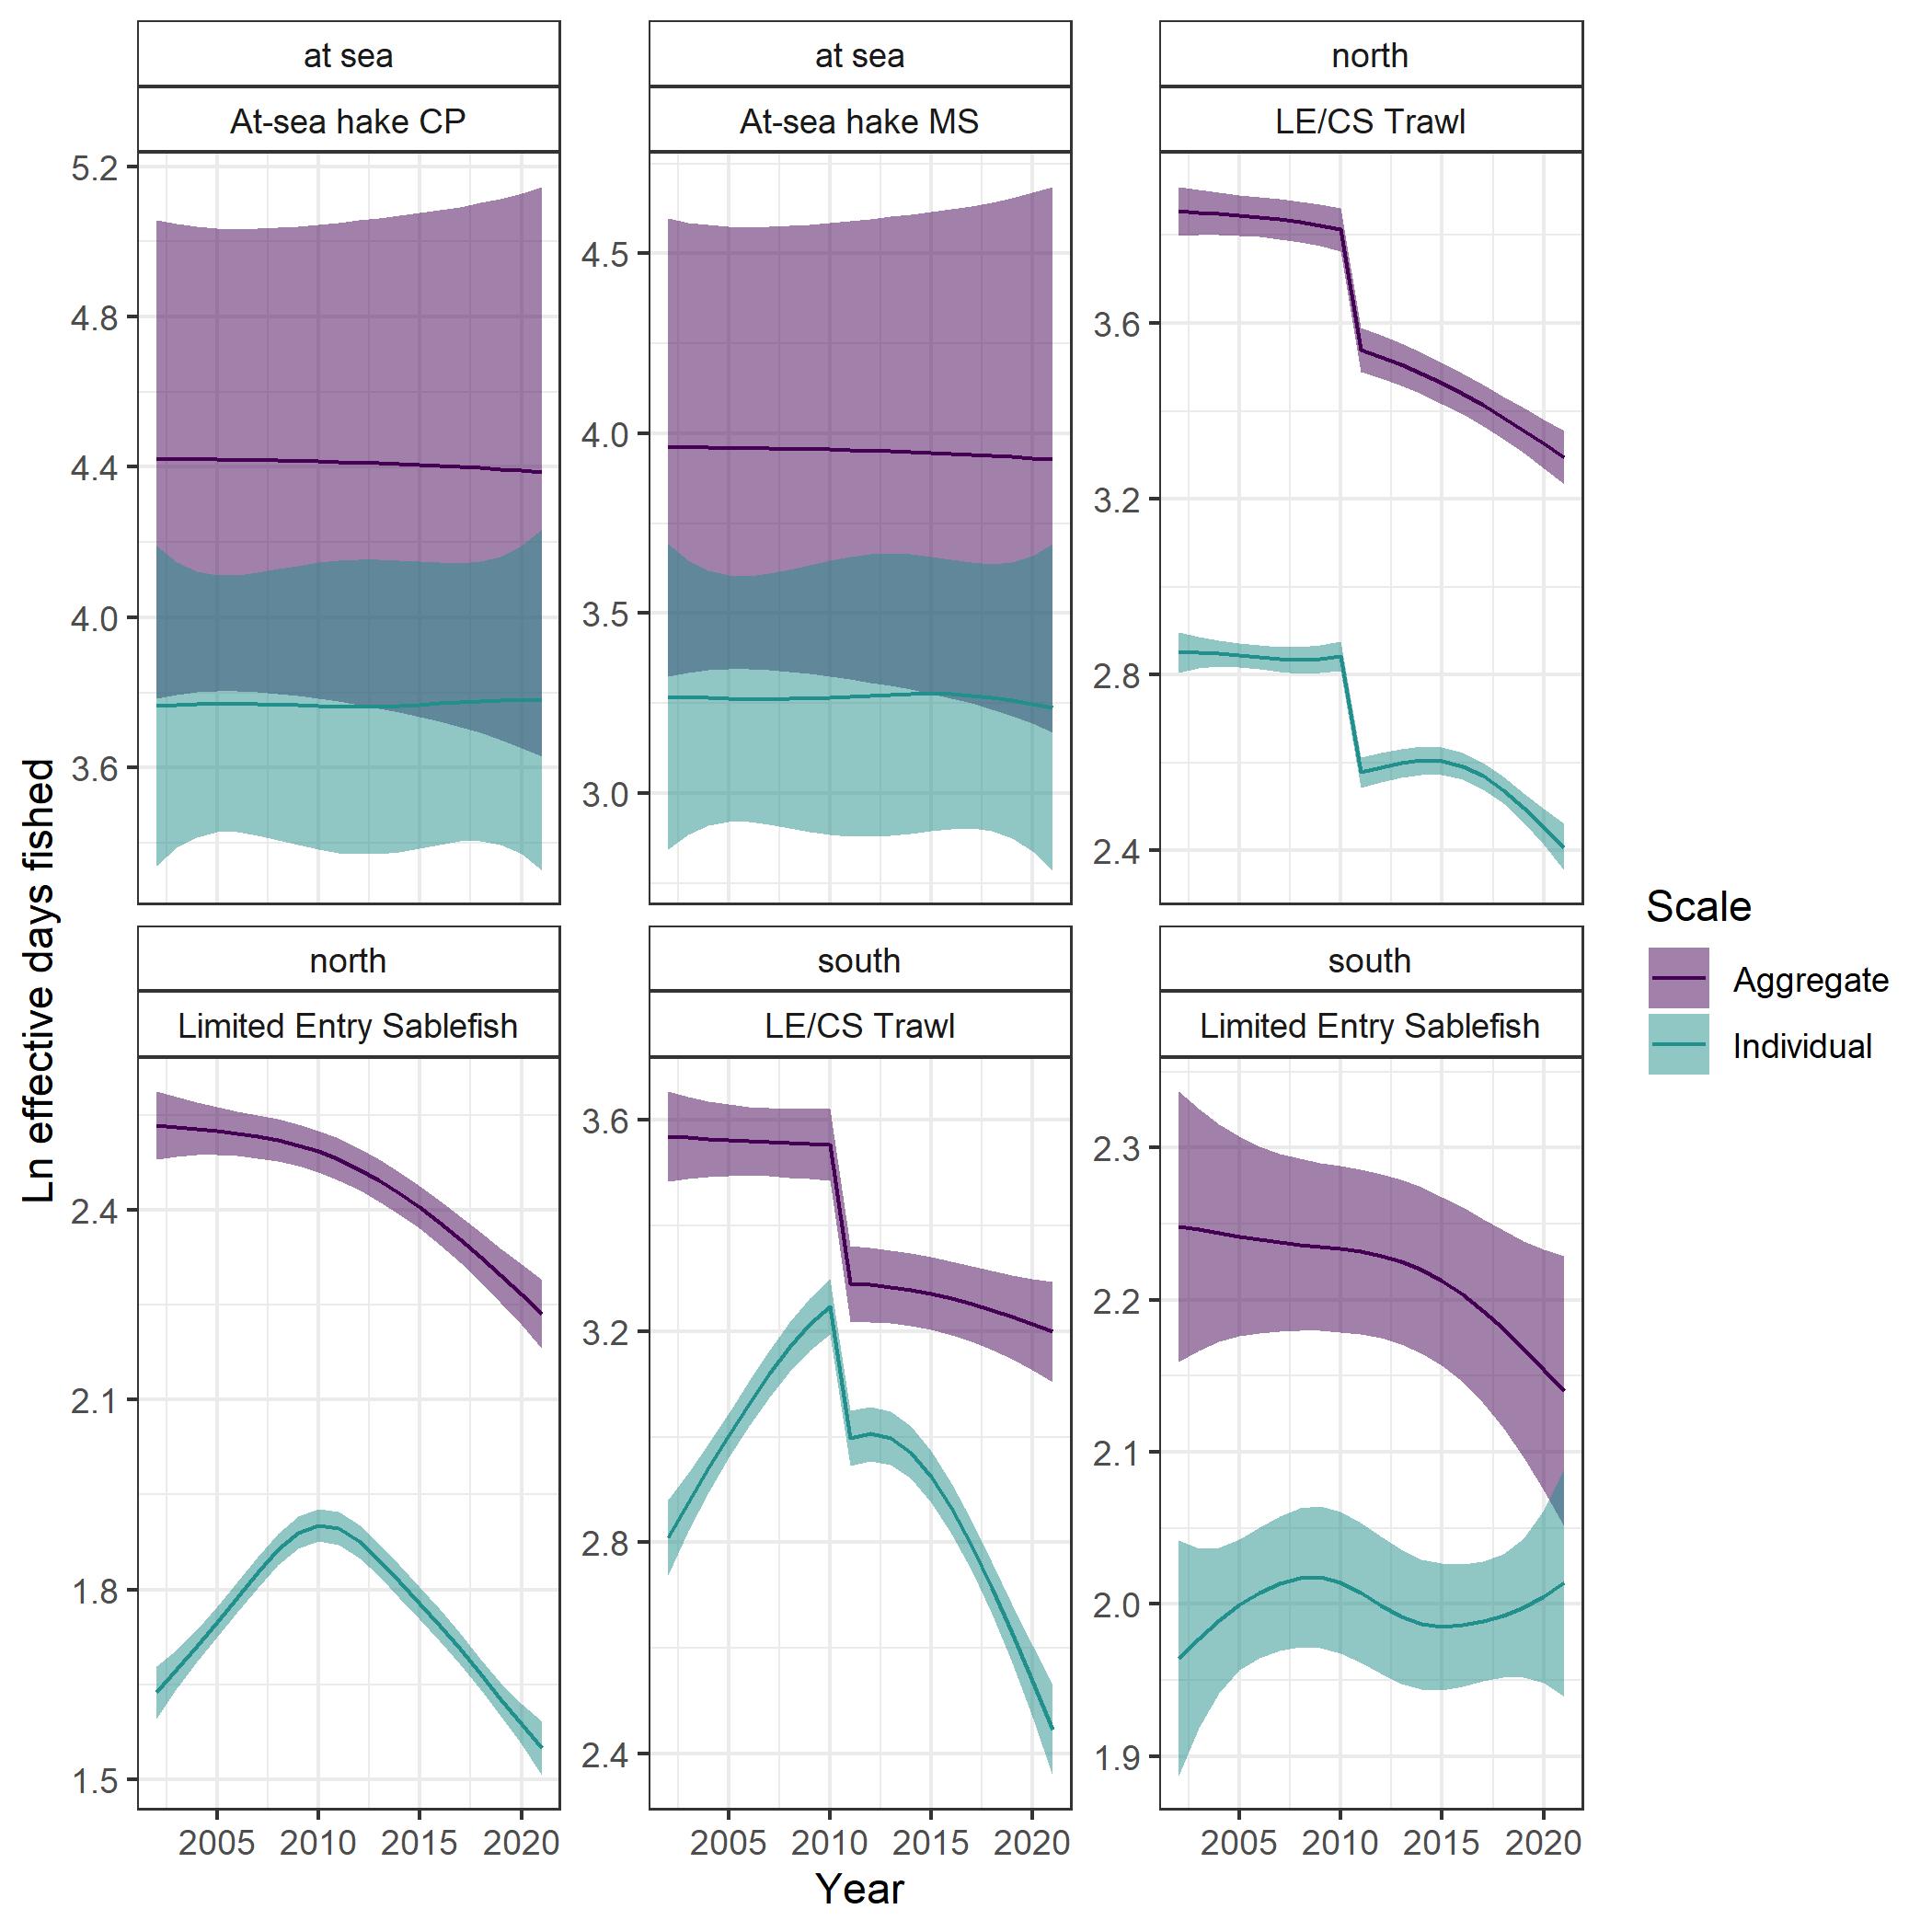 at sea
At-sea hake CP
at sea
At-sea hake MS
north
LE/CS Trawl
5.2
4.8
4.4
4.0
3.6
4.5
4.0
3.5
3.0
3.6
3.2
2.8
2.4
north
Limited Entry Sablefish
south
LE/CS Trawl
south
Limited Entry Sablefish
2.4
2.1
1.8
1.5
3.6
3.2
2.8
2.4
2.3
2.2
2.1
2.0
1.9
2005 2010 2015 2020
2005 2010 2015 2020
2005 2010 2015 2020
Year
Ln effective days fished
Scale
Aggregate
Individual